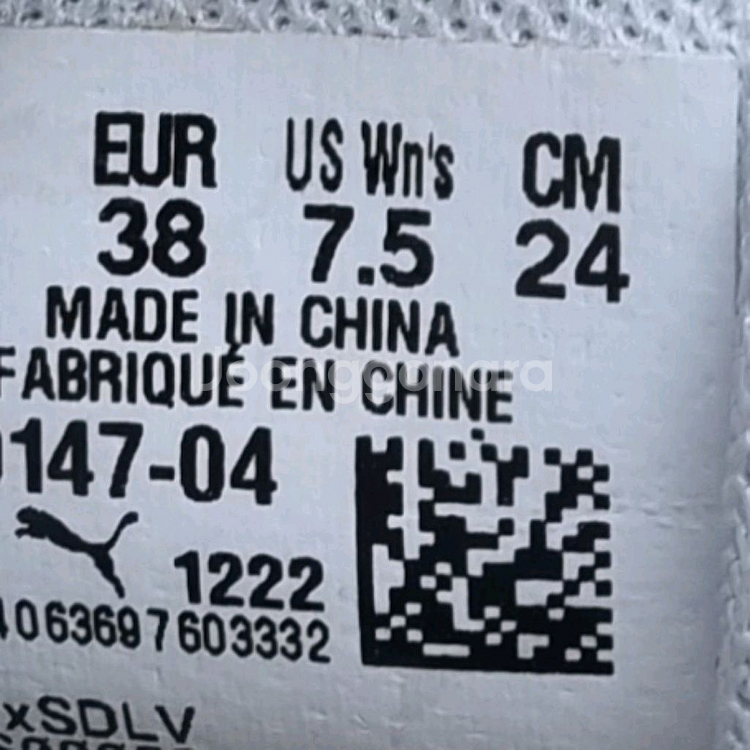 EUR US Wn's CM
38 7.5 24
MADE IN CHINA
FABRIQUÉ EN CHINE
147-04
1222
4063697603332
xSDLV
Joonggonara